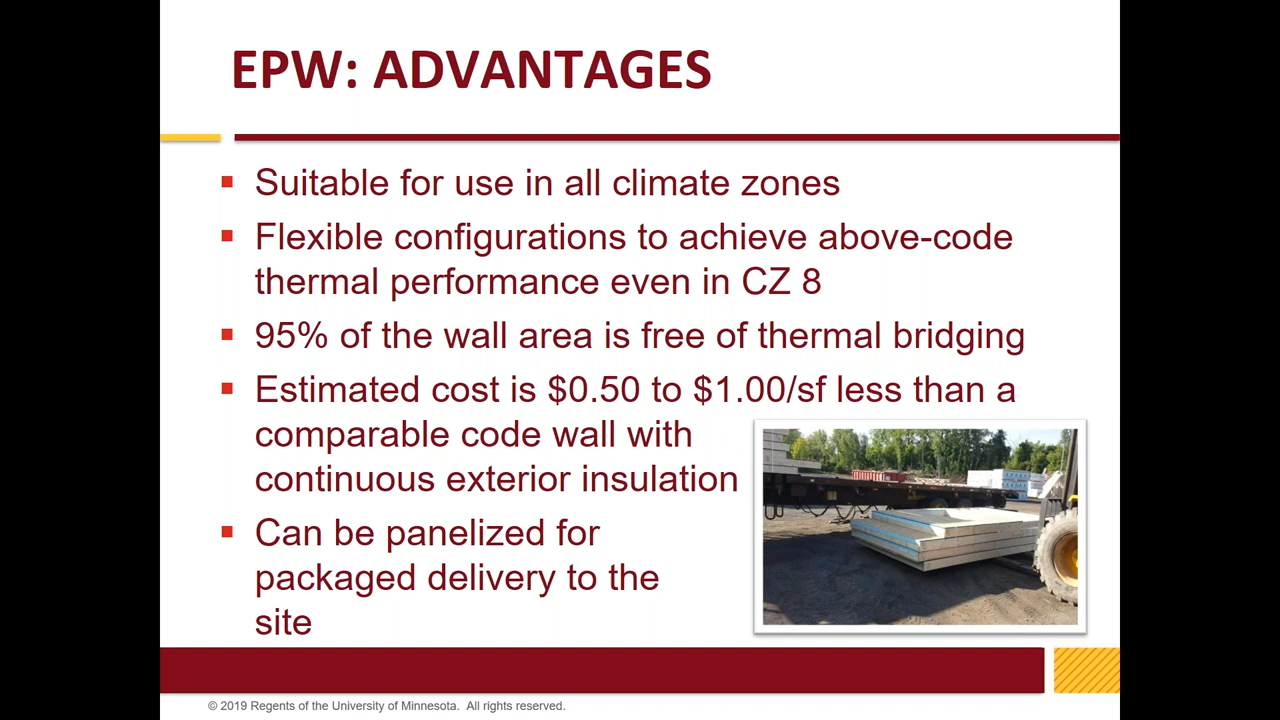 EPW: ADVANTAGES
Suitable for use in all climate zones
Flexible configurations to achieve above-code
thermal performance even in CZ 8
95% of the wall area is free of thermal bridging
Estimated cost is $0.50 to $1.00/sf less than a
comparable code wall with
continuous exterior insulation
Can be panelized for
packaged delivery to the
site
© 2019 Regents of the University of Minnesota. All rights reserved.